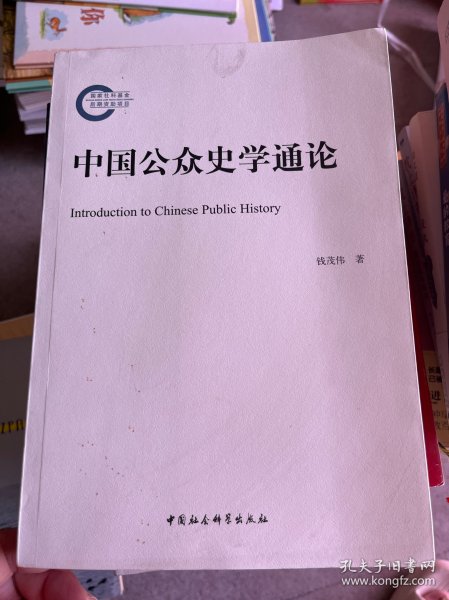 国家社科基金
后期资助项目
中国公众史学通论
Introduction to Chinese Public History
钱茂伟 著
中国社会科学出版社
孔夫子旧书网
www.kongfz.com